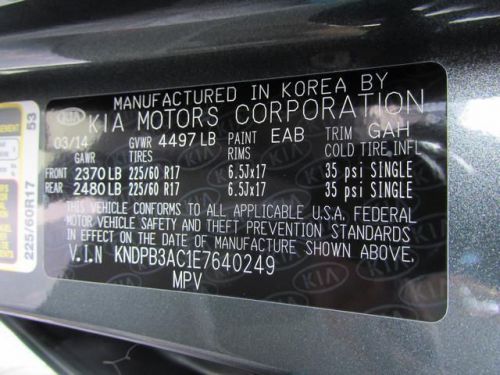 MANUFACTURED IN KOREA BY
KIA KIA MOTORS CORPORATION
03/14 GVWR 4497 LB PAINT EAB TRIM GAH
GAWR TIRES RIMS COLD TIRE INFL
FRONT 2370 LB 225/60 R17 6.5Jx17 35 psi SINGLE
REAR 2480 LB 225/60 R17 6.5Jx17 35 psi SINGLE
THIS VEHICLE CONFORMS TO ALL APPLICABLE U.S.A. FEDERAL
MOTOR VEHICLE SAFETY AND THEFT PREVENTION STANDARDS
IN EFFECT ON THE DATE OF MANUFACTURE SHOWN ABOVE.
V.I.N KNDPB3AC1E7640249
MPV
53
225/60R17